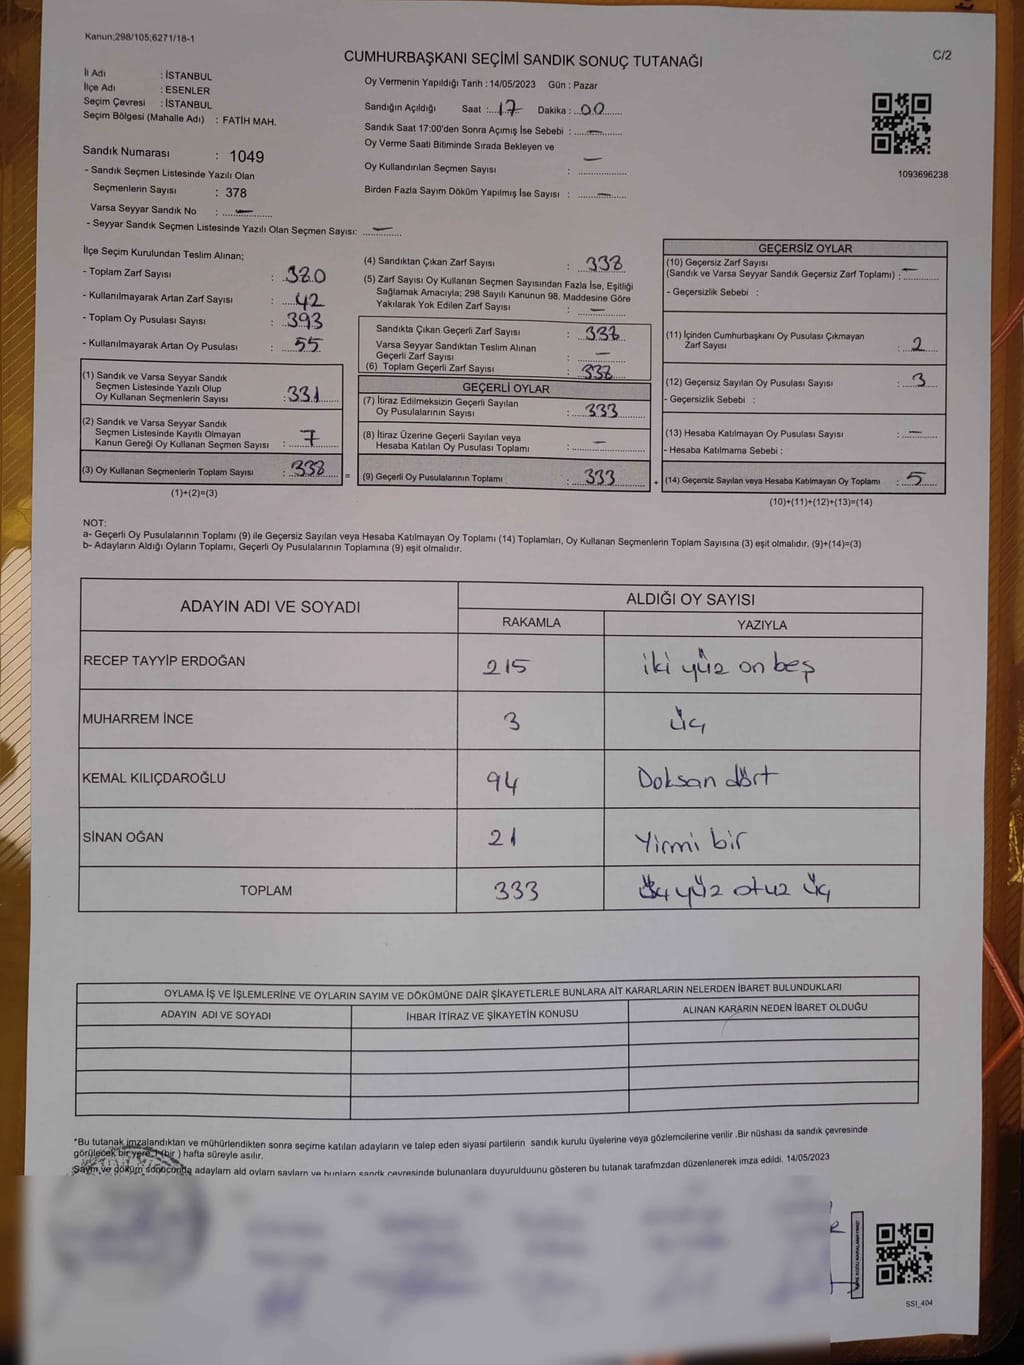 Kanun;298/105;6271/18-1
C/2
CUMHURBAŞKANI SEÇİMİ SANDIK SONUÇ TUTANAĞI
İl Adı : İSTANBUL
İlçe Adı : ESENLER
Seçim Çevresi : İSTANBUL
Seçim Bölgesi (Mahalle Adı) : FATİH MAH.
Sandık Numarası : 1049
- Sandık Seçmen Listesinde Yazılı Olan
Seçmenlerin Sayısı : 378
Varsa Seyyar Sandık No : —
- Seyyar Sandık Seçmen Listesinde Yazılı Olan Seçmen Sayısı: —
Oy Vermenin Yapıldığı Tarih : 14/05/2023 Gün : Pazar
Sandığın Açıldığı Saat : 17 Dakika : 00
Sandık Saat 17:00'den Sonra Açımış İse Sebebi : —
Oy Verme Saati Bitiminde Sırada Bekleyen ve
Oy Kullandırılan Seçmen Sayısı : —
Birden Fazla Sayım Döküm Yapılmış İse Sayısı : —
1093696238
İlçe Seçim Kurulundan Teslim Alınan;
- Toplam Zarf Sayısı : 380
- Kullanılmayarak Artan Zarf Sayısı : 42
- Toplam Oy Pusulası Sayısı : 393
- Kullanılmayarak Artan Oy Pusulası : 55
(1) Sandık ve Varsa Seyyar Sandık
Seçmen Listesinde Yazılı Olup
Oy Kullanan Seçmenlerin Sayısı : 331
(2) Sandık ve Varsa Seyyar Sandık
Seçmen Listesinde Kayıtlı Olmayan
Kanun Gereği Oy Kullanan Seçmen Sayısı : 7
(3) Oy Kullanan Seçmenlerin Toplam Sayısı : 338
(1)+(2)=(3)
=
(4) Sandıktan Çıkan Zarf Sayısı : 338
(5) Zarf Sayısı Oy Kullanan Seçmen Sayısından Fazla İse, Eşitliği
Sağlamak Amacıyla; 298 Sayılı Kanunun 98. Maddesine Göre
Yakılarak Yok Edilen Zarf Sayısı : —
Sandıkta Çıkan Geçerli Zarf Sayısı : 338
Varsa Seyyar Sandıktan Teslim Alınan
Geçerli Zarf Sayısı : —
(6) Toplam Geçerli Zarf Sayısı : 338
GEÇERLİ OYLAR
(7) İtiraz Edilmeksizin Geçerli Sayılan
Oy Pusulalarının Sayısı : 333
(8) İtiraz Üzerine Geçerli Sayılan veya
Hesaba Katılan Oy Pusulası Toplamı : —
(9) Geçerli Oy Pusulalarının Toplamı : 333
+
GEÇERSİZ OYLAR
(10) Geçersiz Zarf Sayısı
(Sandık ve Varsa Seyyar Sandık Geçersiz Zarf Toplamı) : —
- Geçersizlik Sebebi :
(11) İçinden Cumhurbaşkanı Oy Pusulası Çıkmayan
Zarf Sayısı : 2
(12) Geçersiz Sayılan Oy Pusulası Sayısı : 3
- Geçersizlik Sebebi :
(13) Hesaba Katılmayan Oy Pusulası Sayısı : —
- Hesaba Katılmama Sebebi :
(14) Geçersiz Sayılan veya Hesaba Katılmayan Oy Toplamı : 5
(10)+(11)+(12)+(13)=(14)
NOT:
a- Geçerli Oy Pusulalarının Toplamı (9) ile Geçersiz Sayılan veya Hesaba Katılmayan Oy Toplamı (14) Toplamları, Oy Kullanan Seçmenlerin Toplam Sayısına (3) eşit olmalıdır. (9)+(14)=(3)
b- Adayların Aldığı Oyların Toplamı, Geçerli Oy Pusulalarının Toplamına (9) eşit olmalıdır.
ADAYIN ADI VE SOYADI
ALDIĞI OY SAYISI
RAKAMLA YAZIYLA
RECEP TAYYİP ERDOĞAN 215 iki yüz on beş
MUHARREM İNCE 3 üç
KEMAL KILIÇDAROĞLU 94 Doksan dört
SİNAN OĞAN 21 Yirmi bir
TOPLAM 333 üç yüz otuz üç
OYLAMA İŞ VE İŞLEMLERİNE VE OYLARIN SAYIM VE DÖKÜMÜNE DAİR ŞİKAYETLERLE BUNLARA AİT KARARLARIN NELERDEN İBARET BULUNDUKLARI
ADAYIN ADI VE SOYADI İHBAR İTİRAZ VE ŞİKAYETİN KONUSU ALINAN KARARIN NEDEN İBARET OLDUĞU
*Bu tutanak imzalandıktan ve mühürlendikten sonra seçime katılan adayların ve talep eden siyasi partilerin sandık kurulu üyelerine veya gözlemcilerine verilir .Bir nüshası da sandık çevresinde
görülecek bir yere 1 (bir ) hafta süreyle asılır.
Sayım ve döküm sonucunda adayların aldığı oyların sayıları ve bunların sandık çevresinde bulunanlara duyurulduunu gösteren bu tutanak tarafımzdan düzenlenerek imza edildi. 14/05/2023
SSI_404